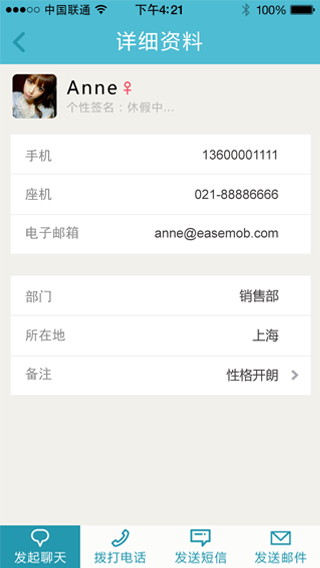 中国联通 下午4:21 100%
详细资料
Anne♀
个性签名：休假中...
手机 13600001111
座机 021-88886666
电子邮箱 anne@easemob.com
部门 销售部
所在地 上海
备注 性格开朗
发起聊天 拨打电话 发送短信 发送邮件